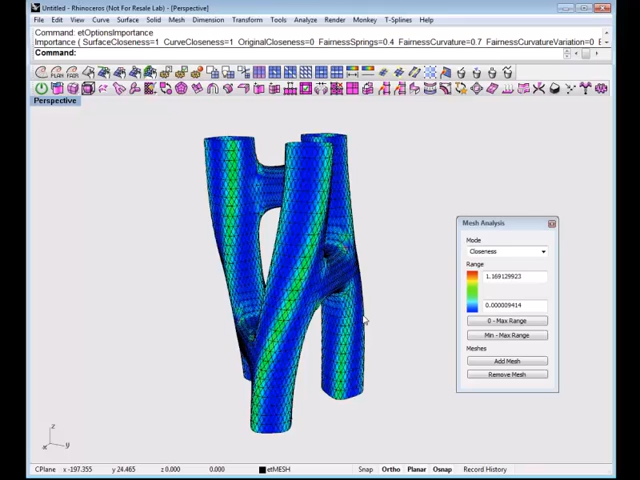 Untitled - Rhinoceros (Not For Resale Lab) - [Perspective]
File Edit View Curve Surface Solid Mesh Dimension Transform Tools Analyze Render Monkey T-Splines Help
Command: etOptionsImportance
Importance ( SurfaceCloseness=1 CurveCloseness=1 OriginalCloseness=0 FairnessSprings=0.4 FairnessCurvature=0.7 FairnessCurvatureVariation=0
Command:
Perspective
Mesh Analysis
Mode
Closeness
Range
1.169129923
0.000009414
0 - Max Range
Min - Max Range
Meshes
Add Mesh
Remove Mesh
z
x y
CPlane x -197.355 y 24.465 z 0.000 0.000 etMESH Snap Ortho Planar Osnap Record History